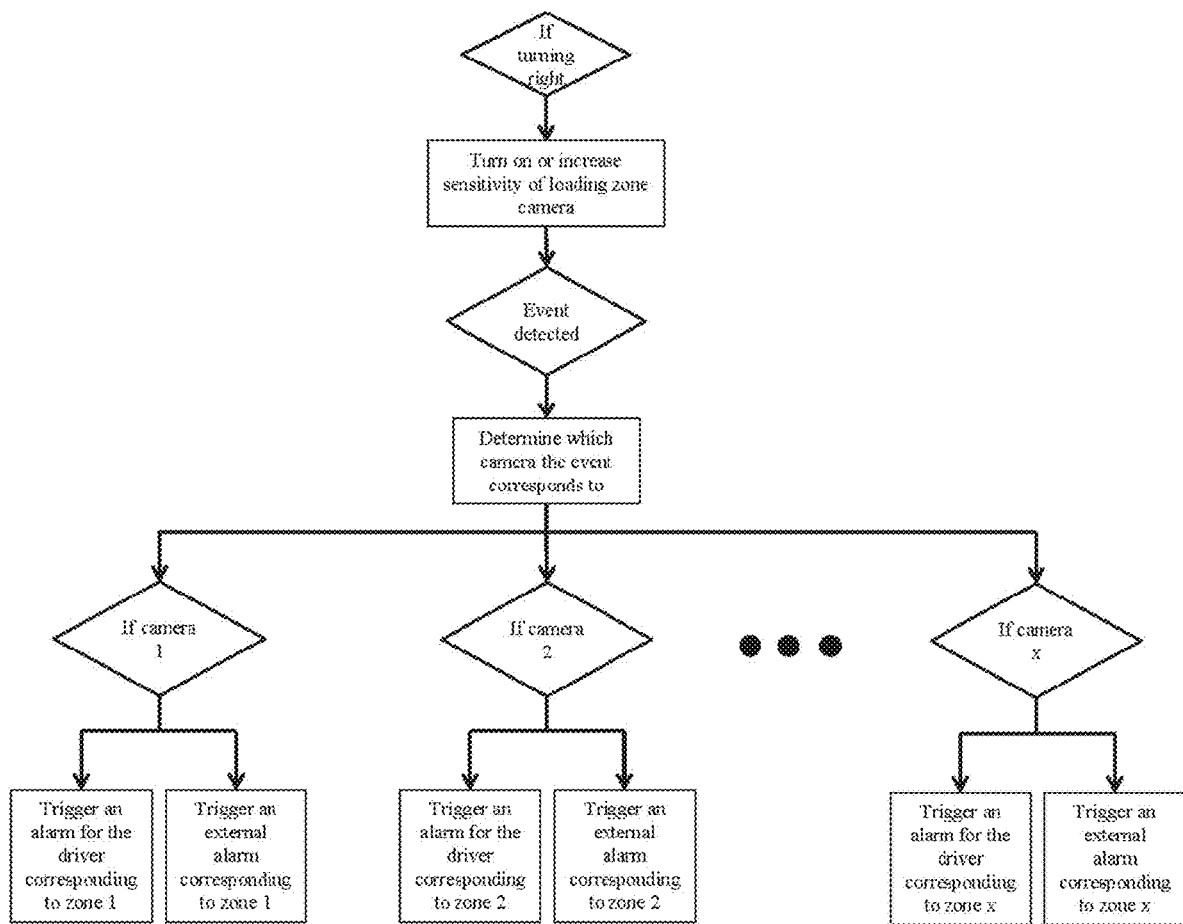 If
turning
right
Turn on or increase
sensitivity of loading zone
camera
Event
detected
Determine which
camera the event
corresponds to
If camera
1
If camera
2
If camera
x
Trigger an
alarm for the
driver
corresponding
to zone 1
Trigger an
external
alarm
corresponding
to zone 1
Trigger an
alarm for the
driver
corresponding
to zone 2
Trigger an
external
alarm
corresponding
to zone 2
Trigger an
alarm for the
driver
corresponding
to zone x
Trigger an
external
alarm
corresponding
to zone x